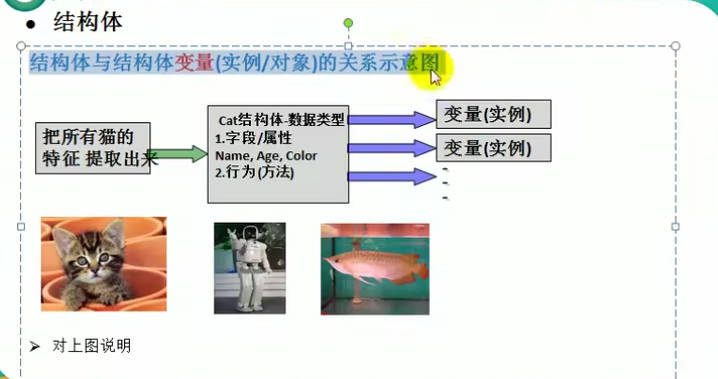 结构体
结构体与结构体变量(实例/对象)的关系示意图
把所有猫的
特征 提取出来
Cat结构体-数据类型
1.字段/属性
Name, Age, Color
2.行为(方法)
变量(实例)
变量(实例)
对上图说明